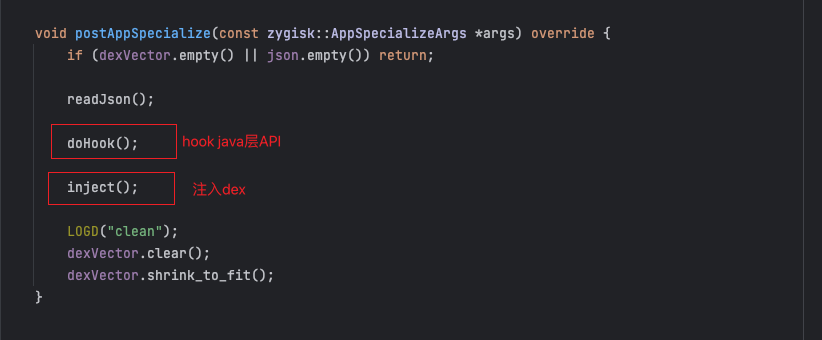 void postAppSpecialize(const zygisk::AppSpecializeArgs *args) override {
if (dexVector.empty() || json.empty()) return;
readJson();
doHook(); hook java层API
inject(); 注入dex
LOGD("clean");
dexVector.clear();
dexVector.shrink_to_fit();
}